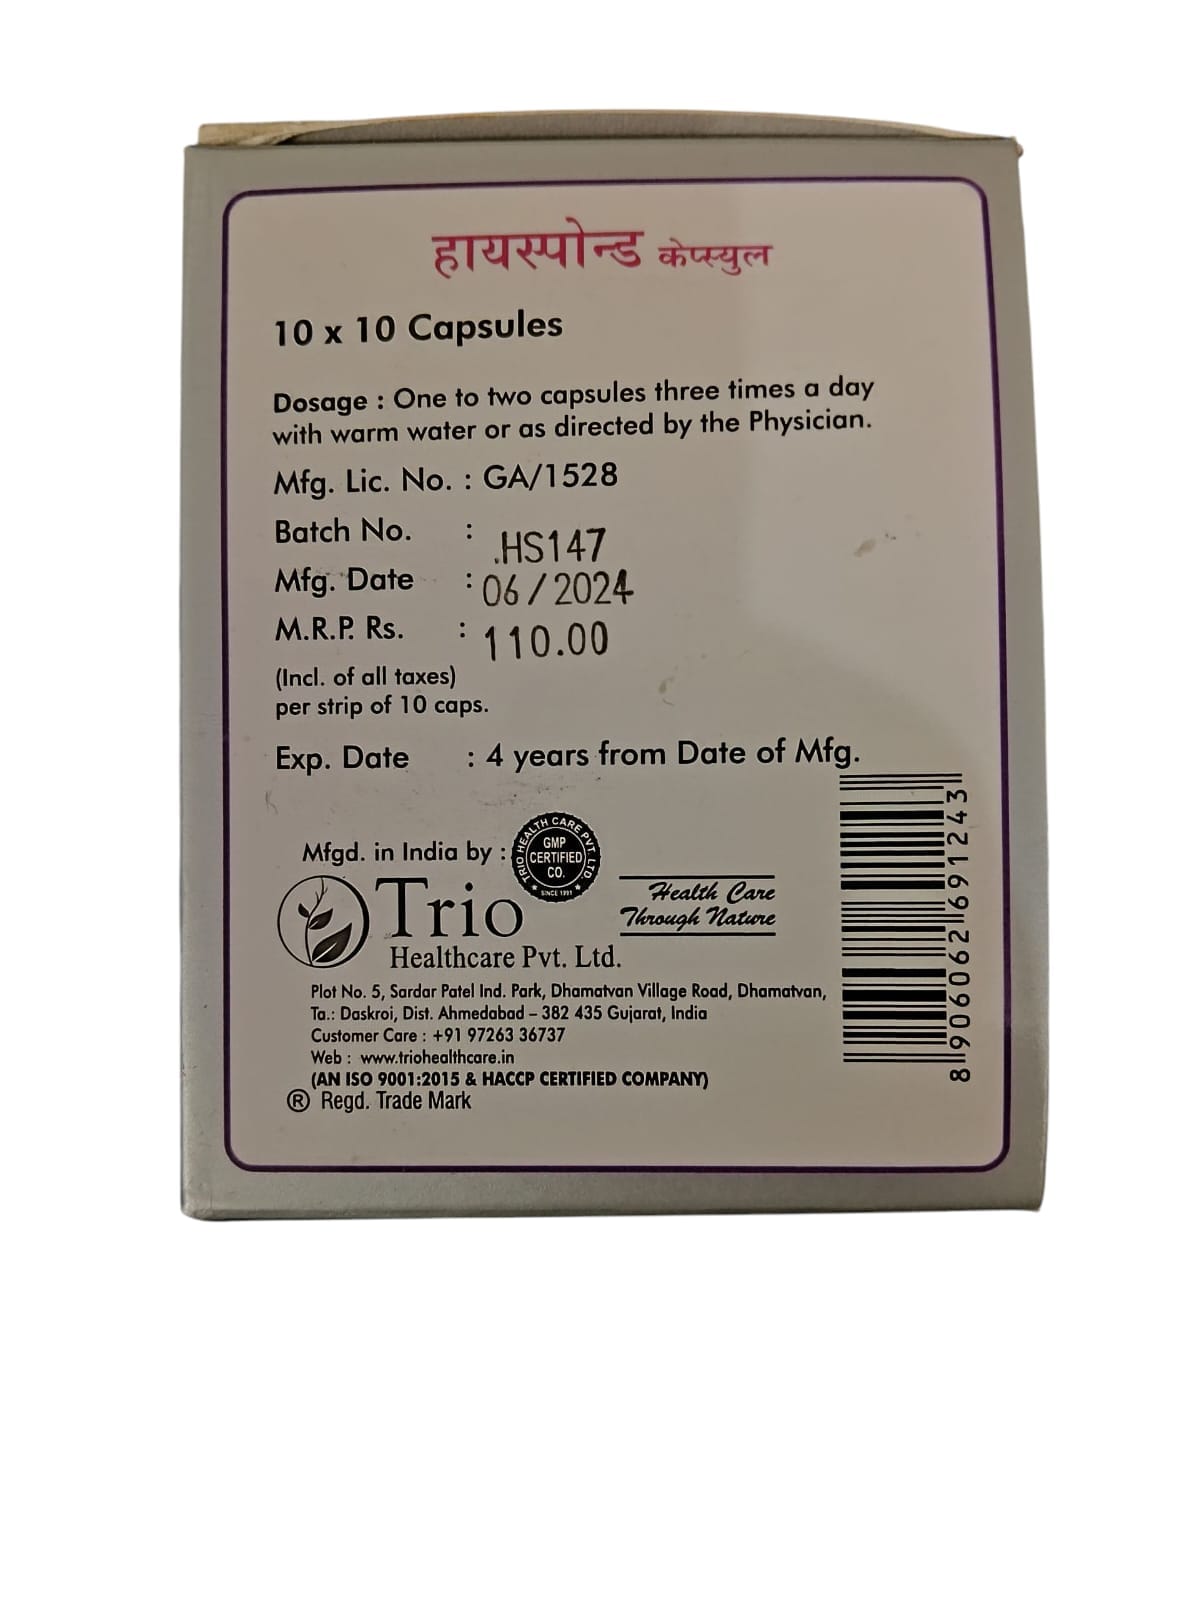 हायस्पोन्ड केप्स्युल
10 x 10 Capsules
Dosage : One to two capsules three times a day
with warm water or as directed by the Physician.
Mfg. Lic. No. : GA/1528
Batch No. : .HS147
Mfg. Date : 06/2024
M.R.P. Rs. : 110.00
(Incl. of all taxes)
per strip of 10 caps.
Exp. Date : 4 years from Date of Mfg.
Mfgd. in India by :
TRIO HEALTH CARE PVT. LTD.
GMP
CERTIFIED
CO.
SINCE 1991
Trio
Healthcare Pvt. Ltd.
Health Care
Through Nature
Plot No. 5, Sardar Patel Ind. Park, Dhamatvan Village Road, Dhamatvan,
Ta.: Daskroi, Dist. Ahmedabad – 382 435 Gujarat, India
Customer Care : +91 97263 36737
Web : www.triohealthcare.in
(AN ISO 9001:2015 & HACCP CERTIFIED COMPANY)
® Regd. Trade Mark
8 906062 691243